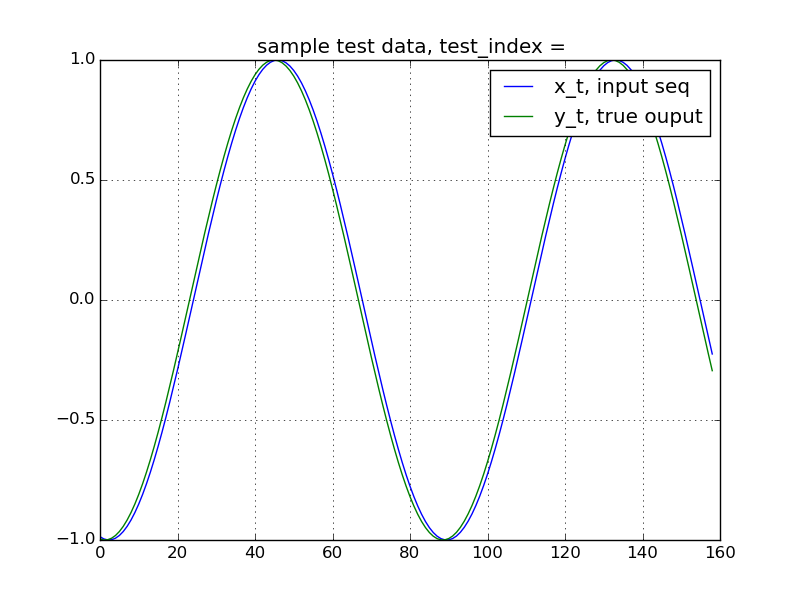 sample test data, test_index =
x_t, input seq
y_t, true ouput
1.0
0.5
0.0
−0.5
−1.0
0 20 40 60 80 100 120 140 160